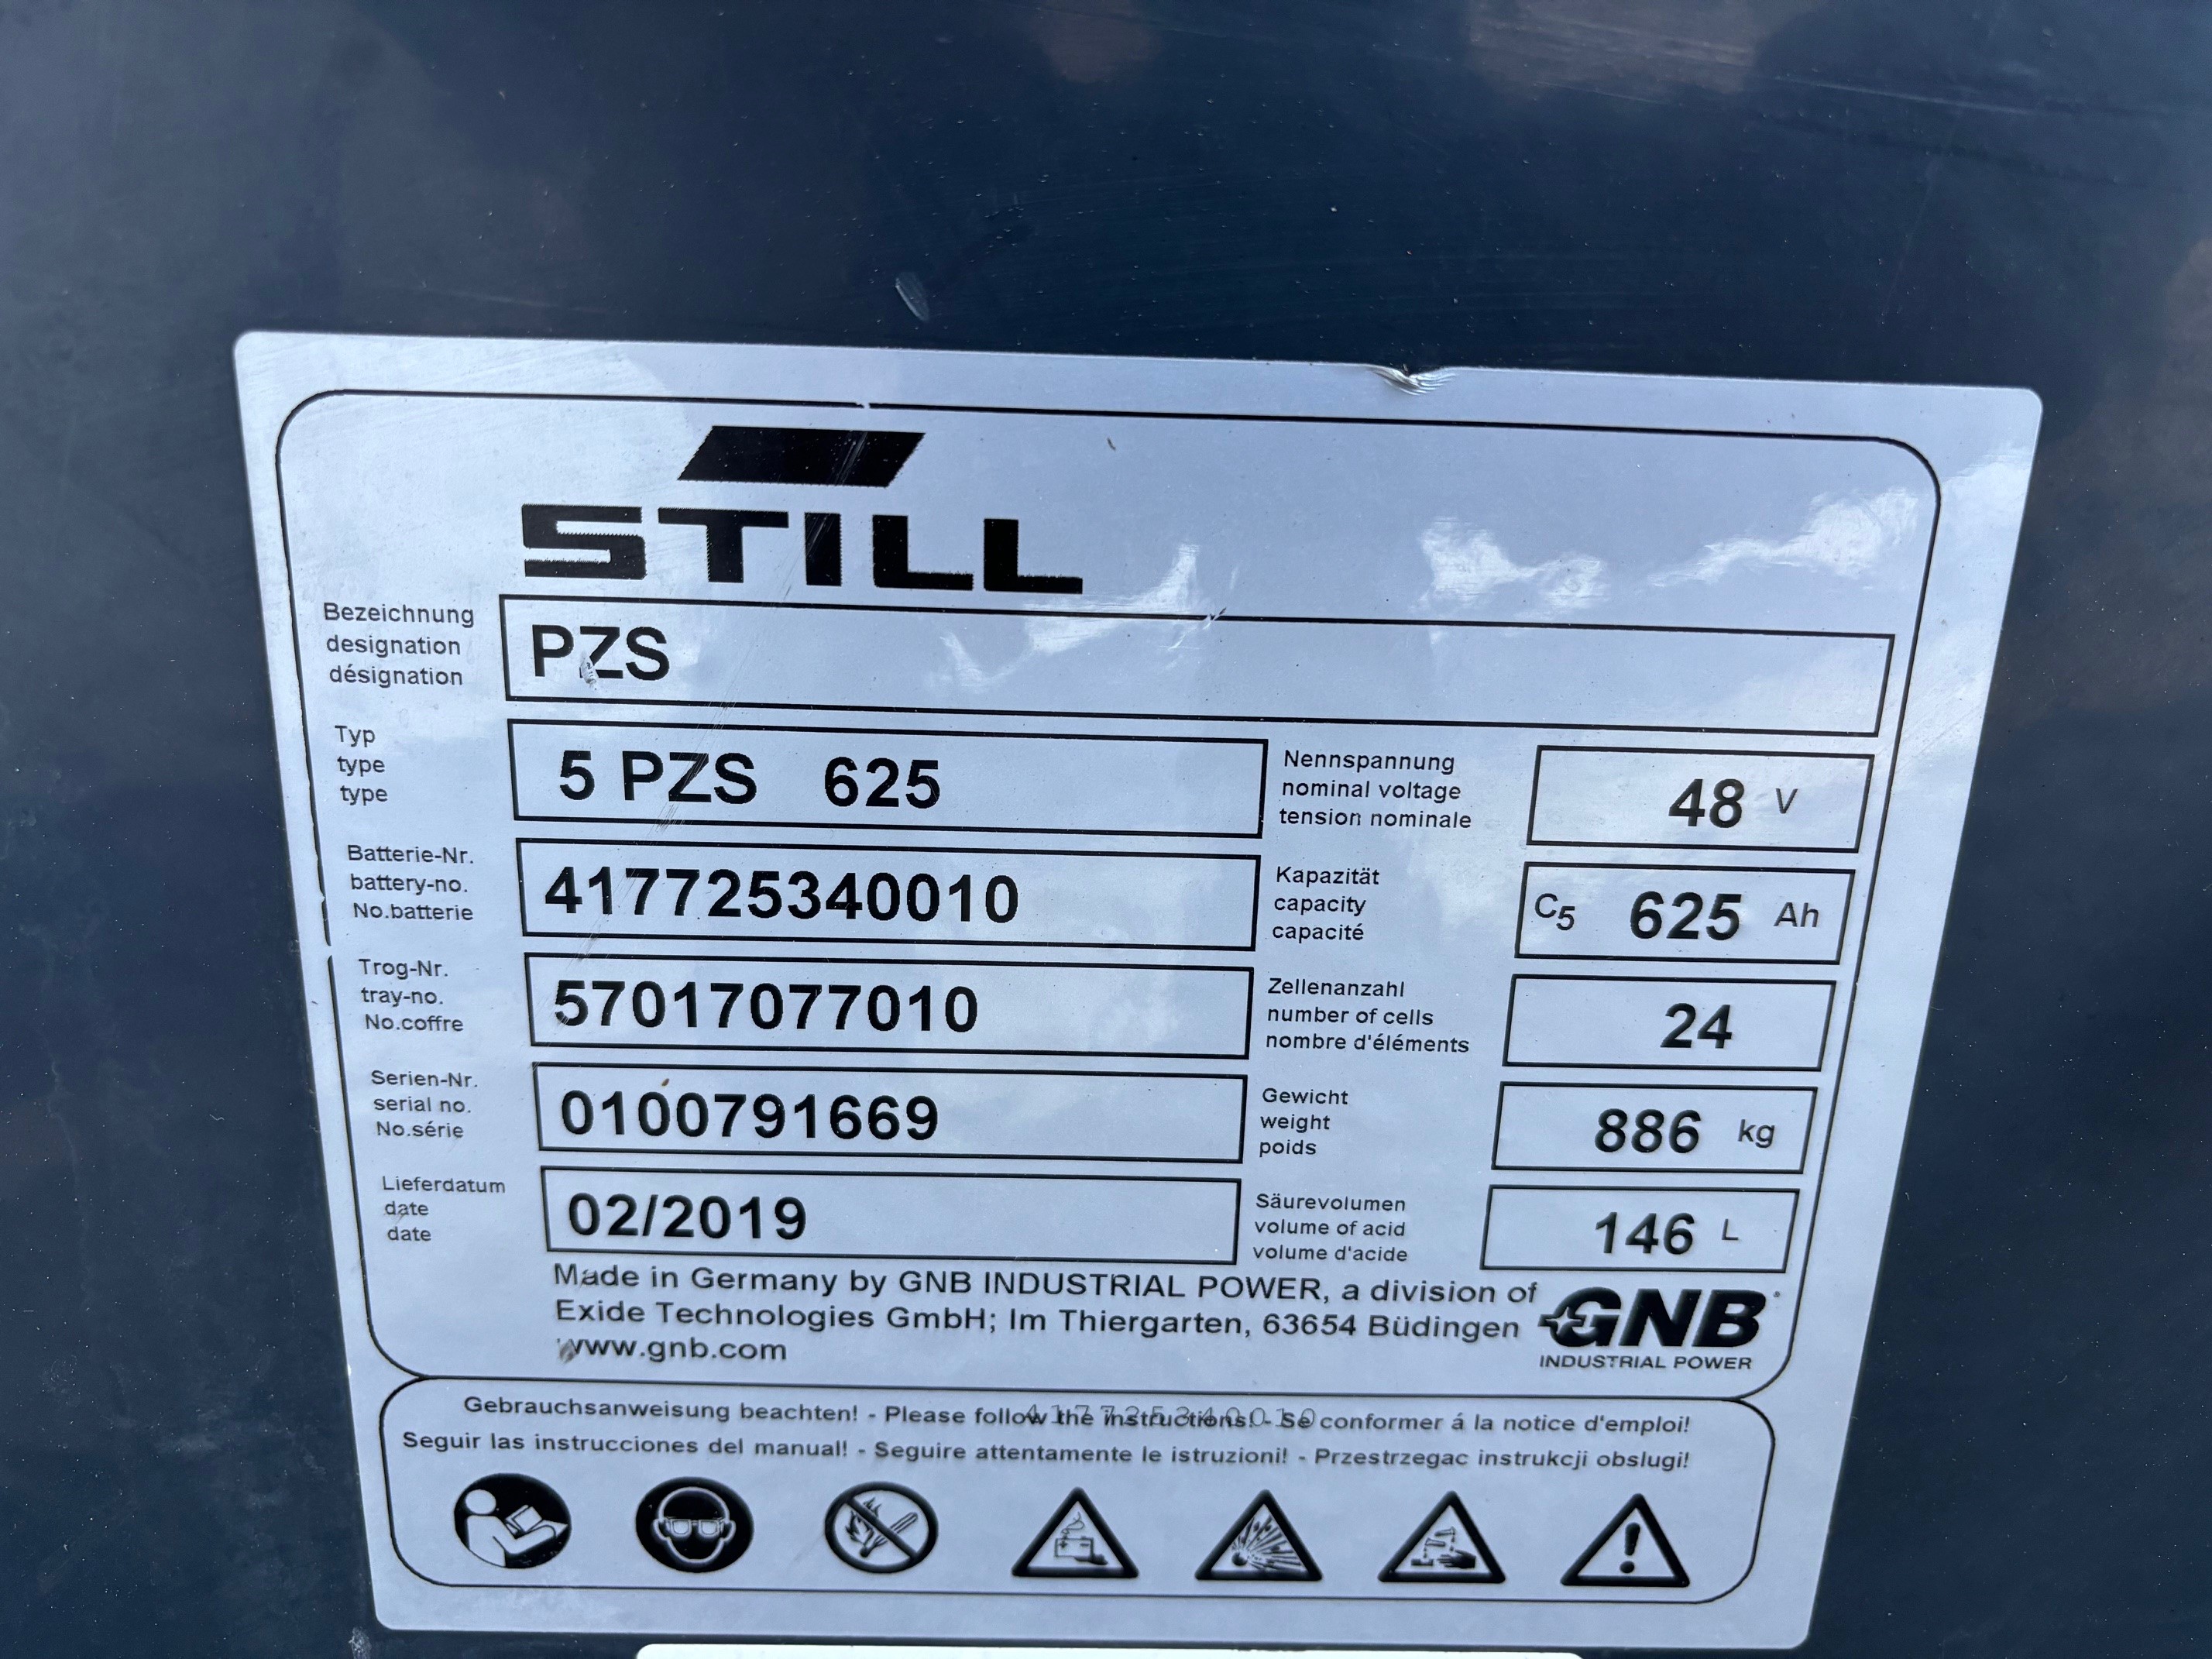 STILL
Bezeichnung
designation
désignation
PZS
Typ
type
type
5 PZS 625
Nennspannung
nominal voltage
tension nominale
48 V
Batterie-Nr.
battery-no.
No.batterie
417725340010
Kapazität
capacity
capacité
C5 625 Ah
Trog-Nr.
tray-no.
No.coffre
57017077010
Zellenanzahl
number of cells
nombre d'éléments
24
Serien-Nr.
serial no.
No.série
0100791669
Gewicht
weight
poids
886 kg
Lieferdatum
date
date
02/2019
Säurevolumen
volume of acid
volume d'acide
146 L
Made in Germany by GNB INDUSTRIAL POWER, a division of
Exide Technologies GmbH; Im Thiergarten, 63654 Büdingen
www.gnb.com
GNB
INDUSTRIAL POWER
Gebrauchsanweisung beachten! - Please follow the instructions! - Se conformer á la notice d'emploi!
417725340010
Seguir las instrucciones del manual! - Seguire attentamente le istruzioni! - Przestrzegac instrukcji obslugi!